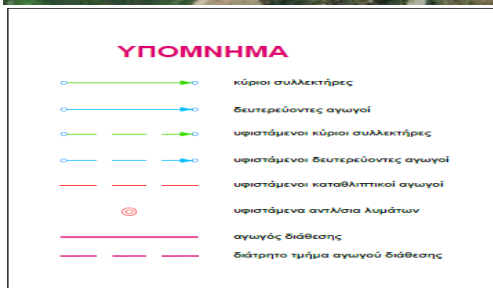 ΥΠΟΜΝΗΜΑ
κύριοι συλλεκτήρες
δευτερεύοντες αγωγοί
υφιστάμενοι κύριοι συλλεκτήρες
υφιστάμενοι δευτερεύοντες αγωγοί
υφιστάμενοι καταθλιπτικοί αγωγοί
υφιστάμενα αντλ/σια λυμάτων
αγωγός διάθεσης
διάτρητο τμήμα αγωγού διάθεσης